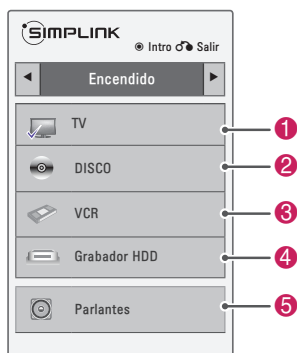 SIMPLINK
◉ Intro Salir
◄ Encendido ►
TV 1
DISCO 2
VCR 3
Grabador HDD 4
Parlantes 5